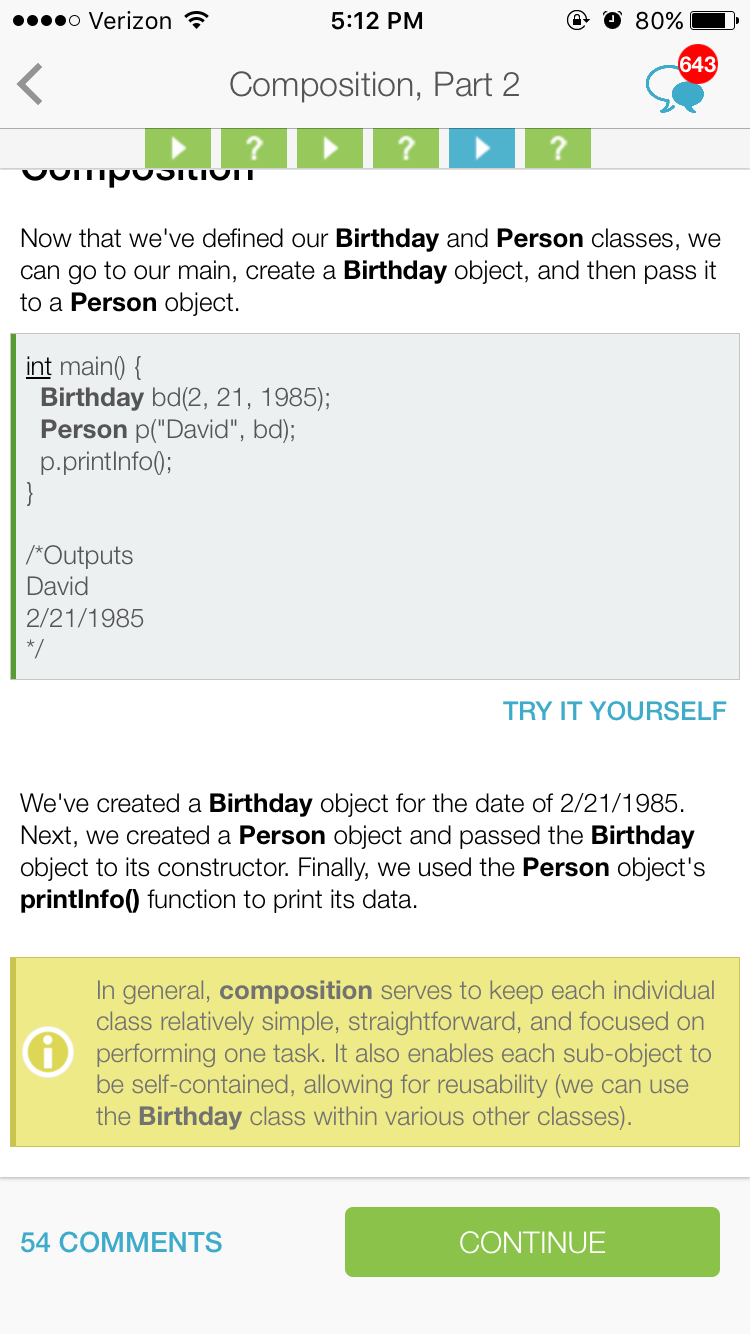 Verizon 5:12 PM 80%
Composition, Part 2 643
? ? ?
Composition
Now that we've defined our Birthday and Person classes, we
can go to our main, create a Birthday object, and then pass it
to a Person object.
int main() {
Birthday bd(2, 21, 1985);
Person p("David", bd);
p.printInfo();
}
/*Outputs
David
2/21/1985
*/
TRY IT YOURSELF
We've created a Birthday object for the date of 2/21/1985.
Next, we created a Person object and passed the Birthday
object to its constructor. Finally, we used the Person object's
printInfo() function to print its data.
In general, composition serves to keep each individual
class relatively simple, straightforward, and focused on
performing one task. It also enables each sub-object to
be self-contained, allowing for reusability (we can use
the Birthday class within various other classes).
54 COMMENTS CONTINUE